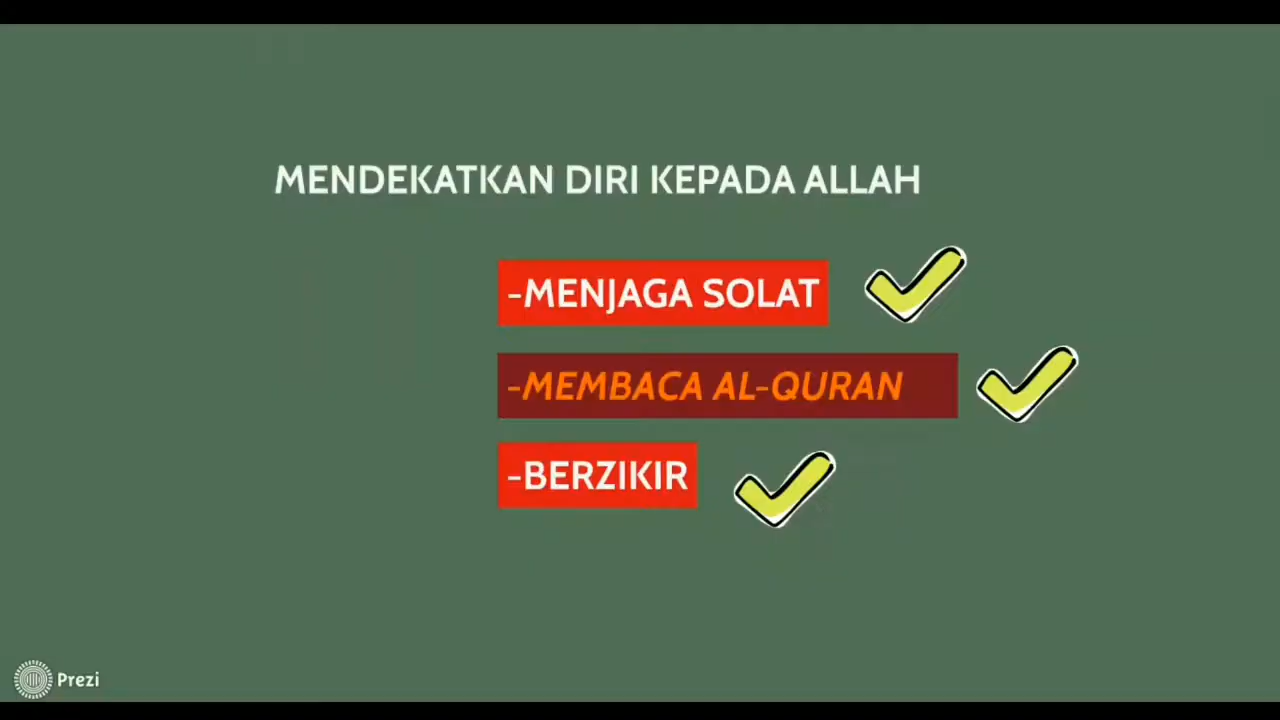 MENDEKATKAN DIRI KEPADA ALLAH
-MENJAGA SOLAT
-MEMBACA AL-QURAN
-BERZIKIR
Prezi